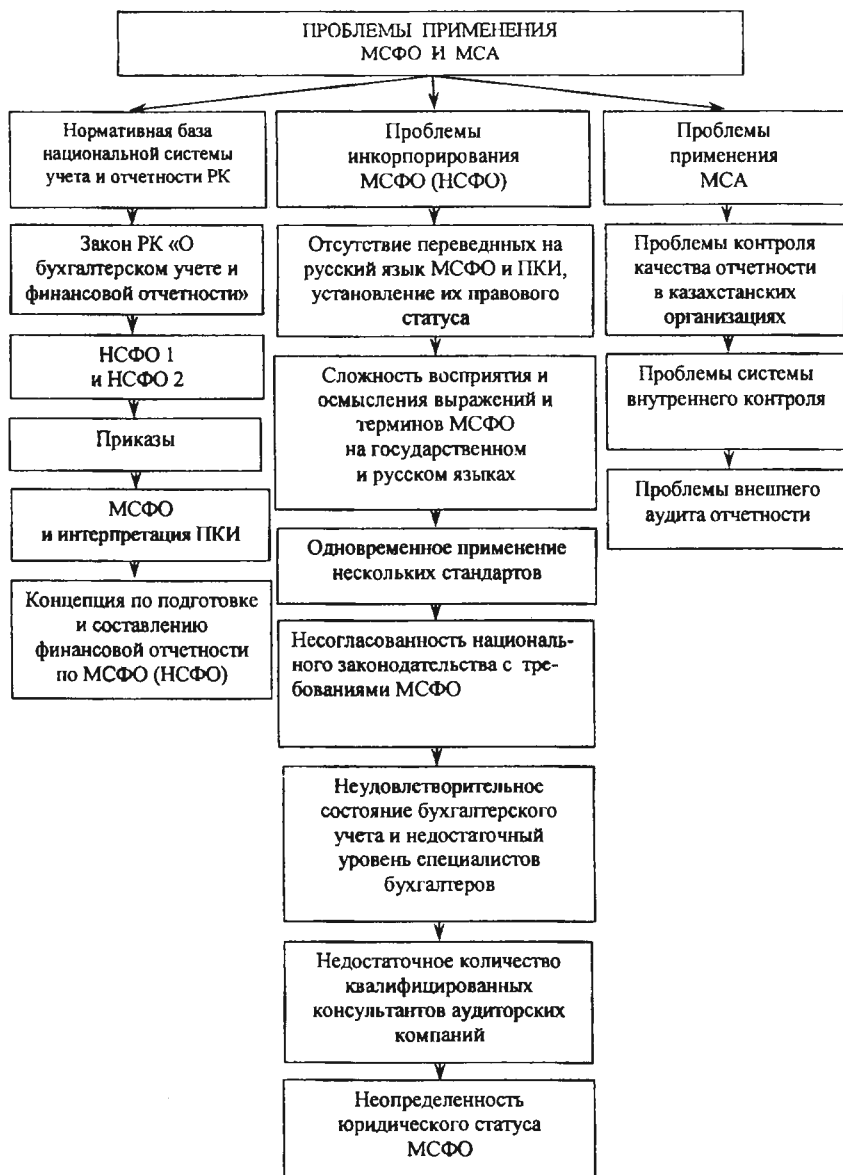 ПРОБЛЕМЫ ПРИМЕНЕНИЯ
МСФО И МСА
Нормативная база
национальной системы
учета и отчетности РК
Закон РК «О
бухгалтерском учете и
финансовой отчетности»
НСФО 1
и НСФО 2
Приказы
МСФО
и интерпретация ПКИ
Концепция по подготовке
и составлению
финансовой отчетности
по МСФО (НСФО)
Проблемы
инкорпорирования
МСФО (НСФО)
Отсутствие переведнных на
русский язык МСФО и ПКИ,
установление их правового
статуса
Сложность восприятия и
осмысления выражений и
терминов МСФО
на государственном
и русском языках
Одновременное применение
нескольких стандартов
Несогласованность националь-
ного законодательства с тре-
бованиями МСФО
Неудовлетворительное
состояние бухгалтерского
учета и недостаточный
уровень специалистов
бухгалтеров
Недостаточное количество
квалифицированных
консультантов аудиторских
компаний
Неопределенность
юридического статуса
МСФО
Проблемы
применения
МСА
Проблемы контроля
качества отчетности
в казахстанских
организациях
Проблемы системы
внутреннего контроля
Проблемы внешнего
аудита отчетности